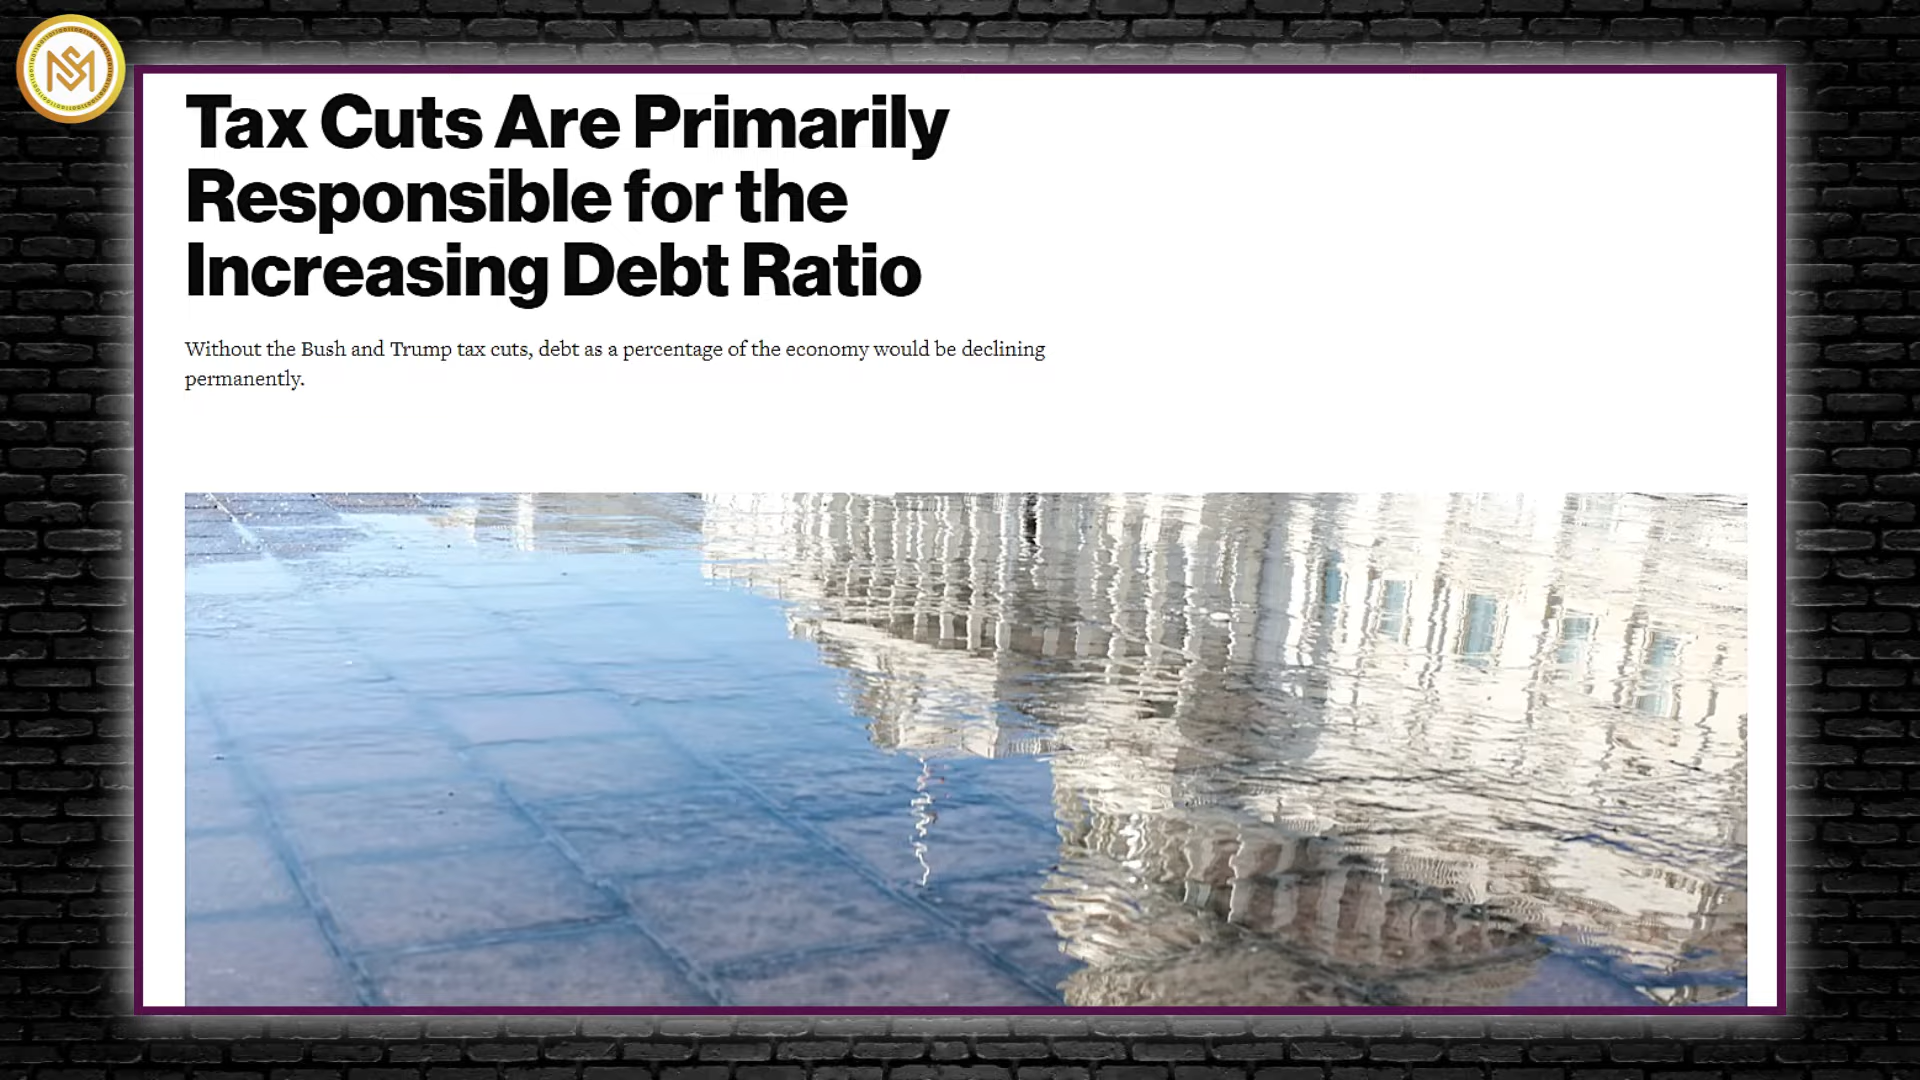 Tax Cuts Are Primarily
Responsible for the
Increasing Debt Ratio
Without the Bush and Trump tax cuts, debt as a percentage of the economy would be declining
permanently.